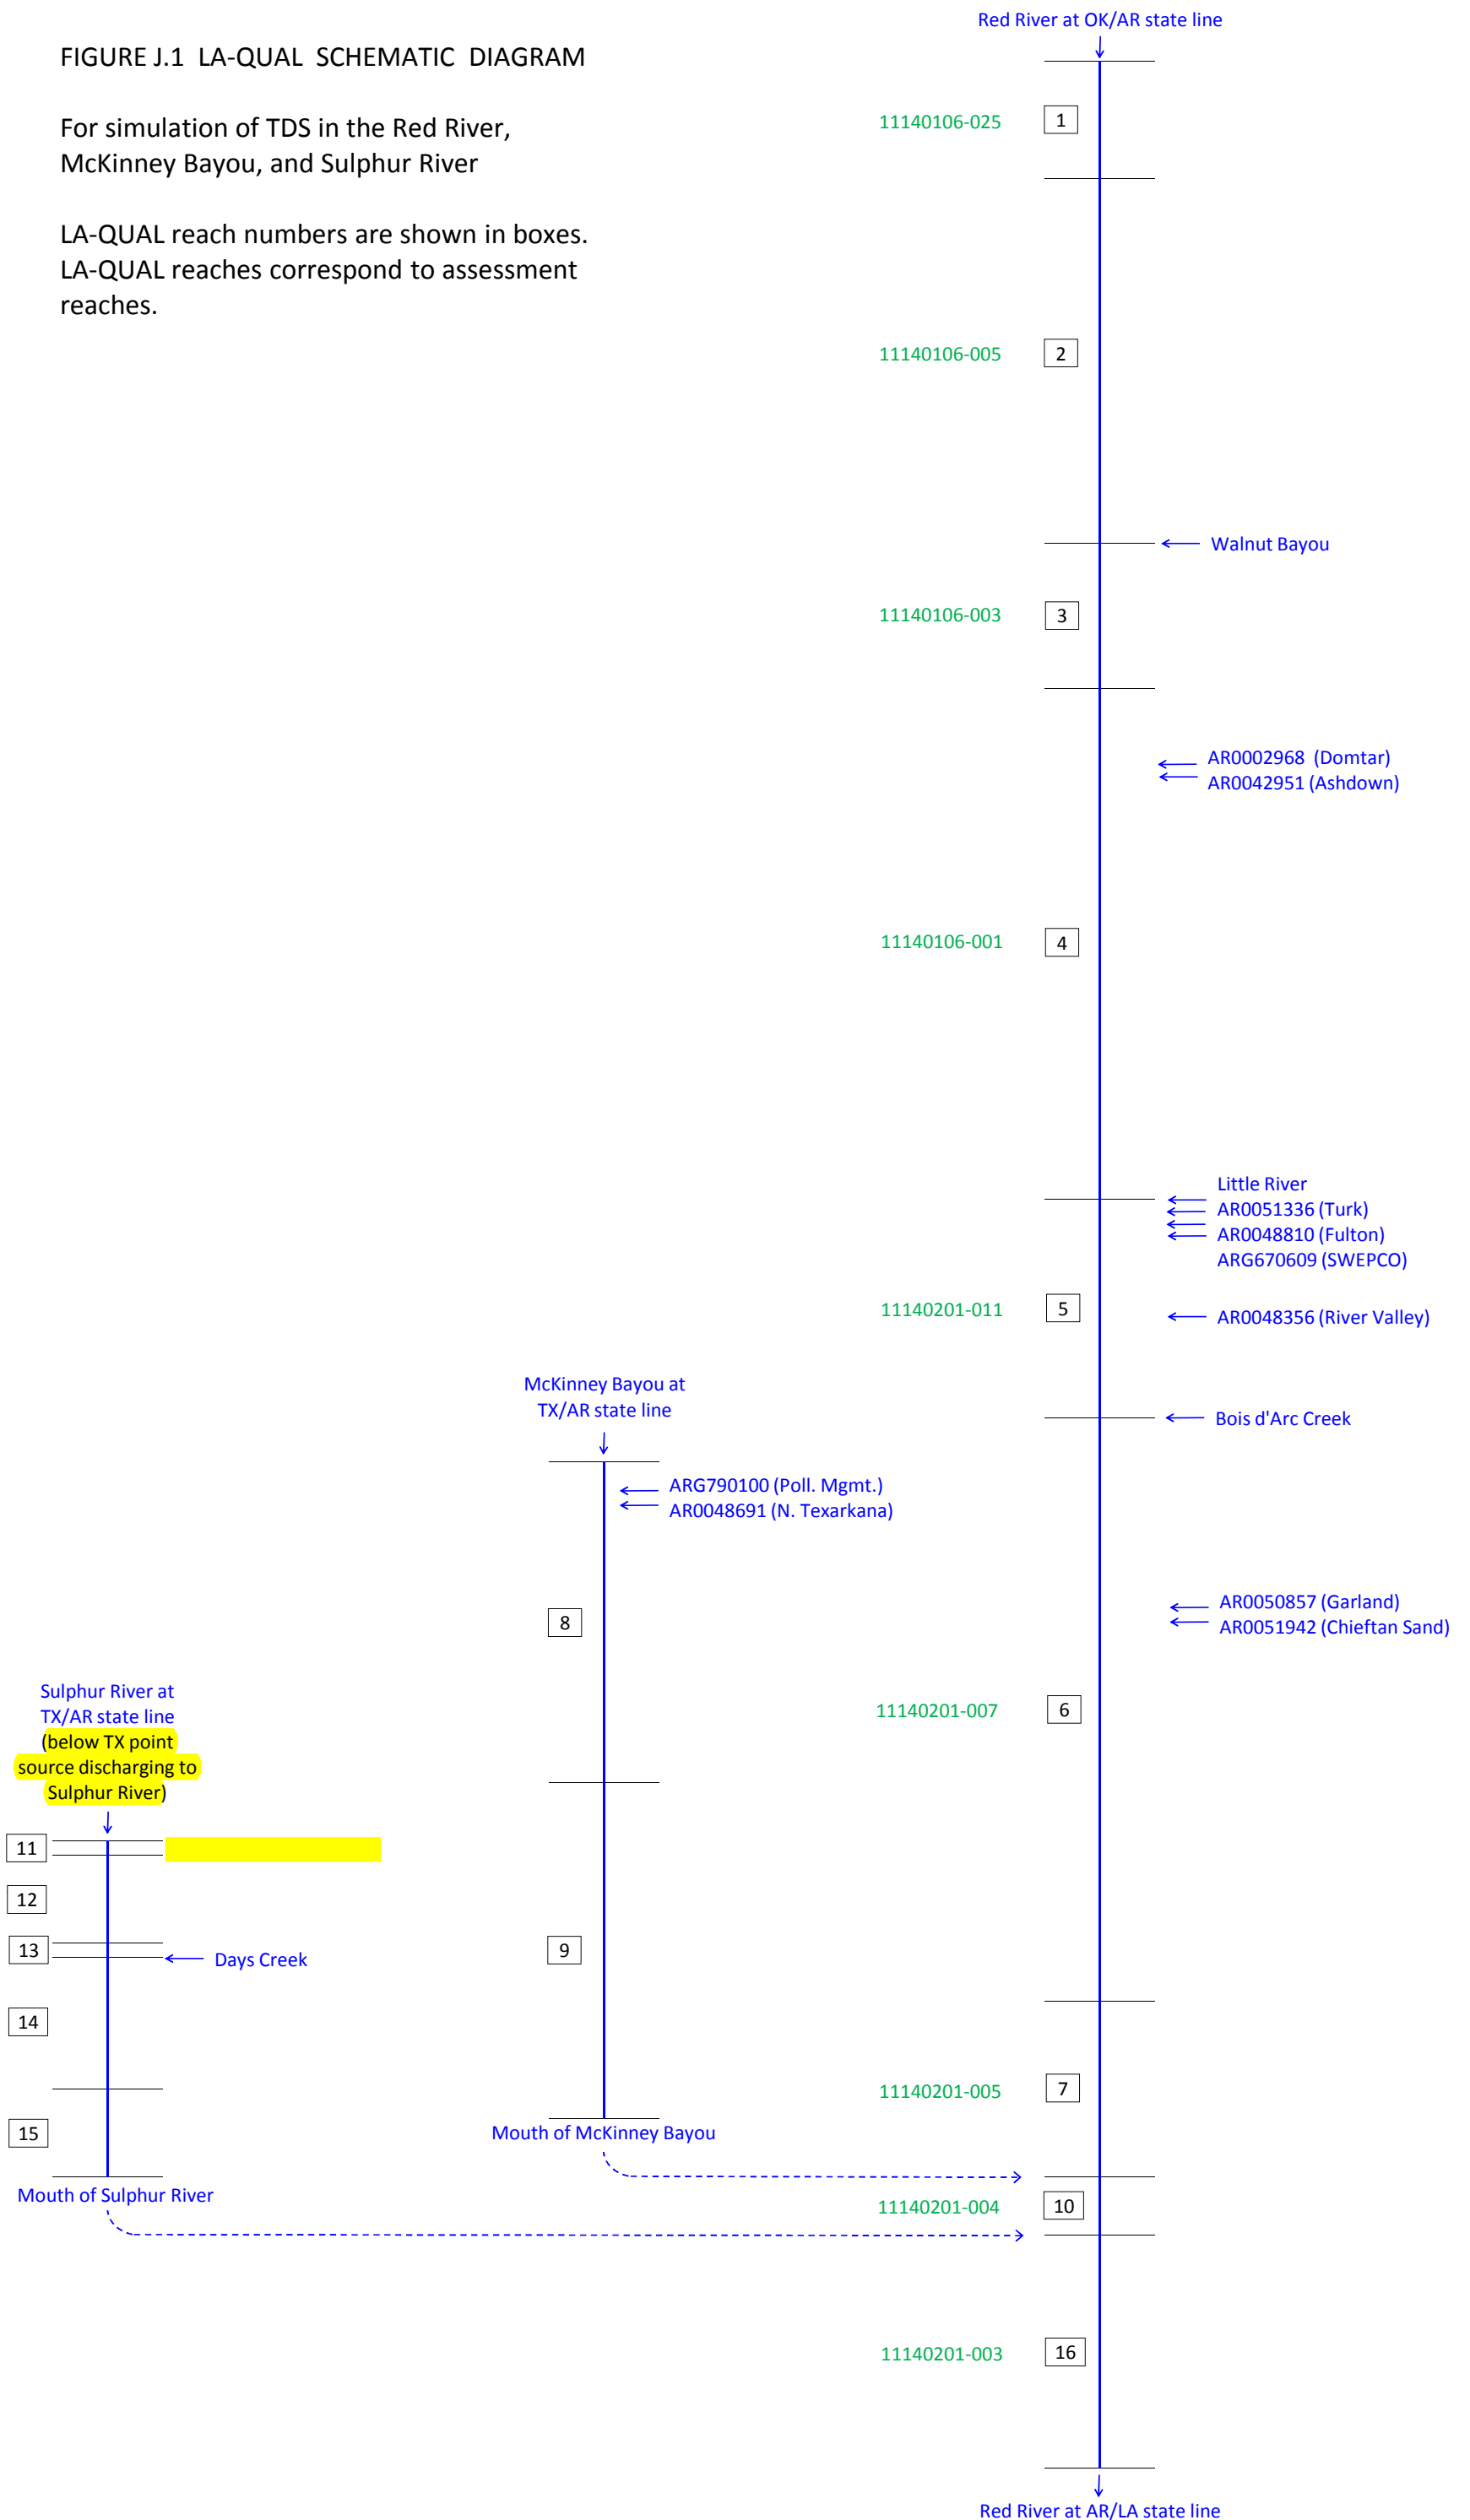 Red River at OK/AR state line
FIGURE J.1 LA-QUAL SCHEMATIC DIAGRAM
For simulation of TDS in the Red River,
McKinney Bayou, and Sulphur River
LA-QUAL reach numbers are shown in boxes.
LA-QUAL reaches correspond to assessment
reaches.
11140106-025
1
11140106-005
2
Walnut Bayou
11140106-003
3
AR0002968 (Domtar)
AR0042951 (Ashdown)
11140106-001
4
Little River
AR0051336 (Turk)
AR0048810 (Fulton)
ARG670609 (SWEPCO)
11140201-011
5
AR0048356 (River Valley)
McKinney Bayou at
TX/AR state line
Bois d'Arc Creek
ARG790100 (Poll. Mgmt.)
AR0048691 (N. Texarkana)
AR0050857 (Garland)
AR0051942 (Chieftan Sand)
8
Sulphur River at
TX/AR state line
(below TX point
source discharging to
Sulphur River)
11140201-007
6
11
12
13
Days Creek
9
14
11140201-005
7
15
Mouth of McKinney Bayou
Mouth of Sulphur River
11140201-004
10
11140201-003
16
Red River at AR/LA state line